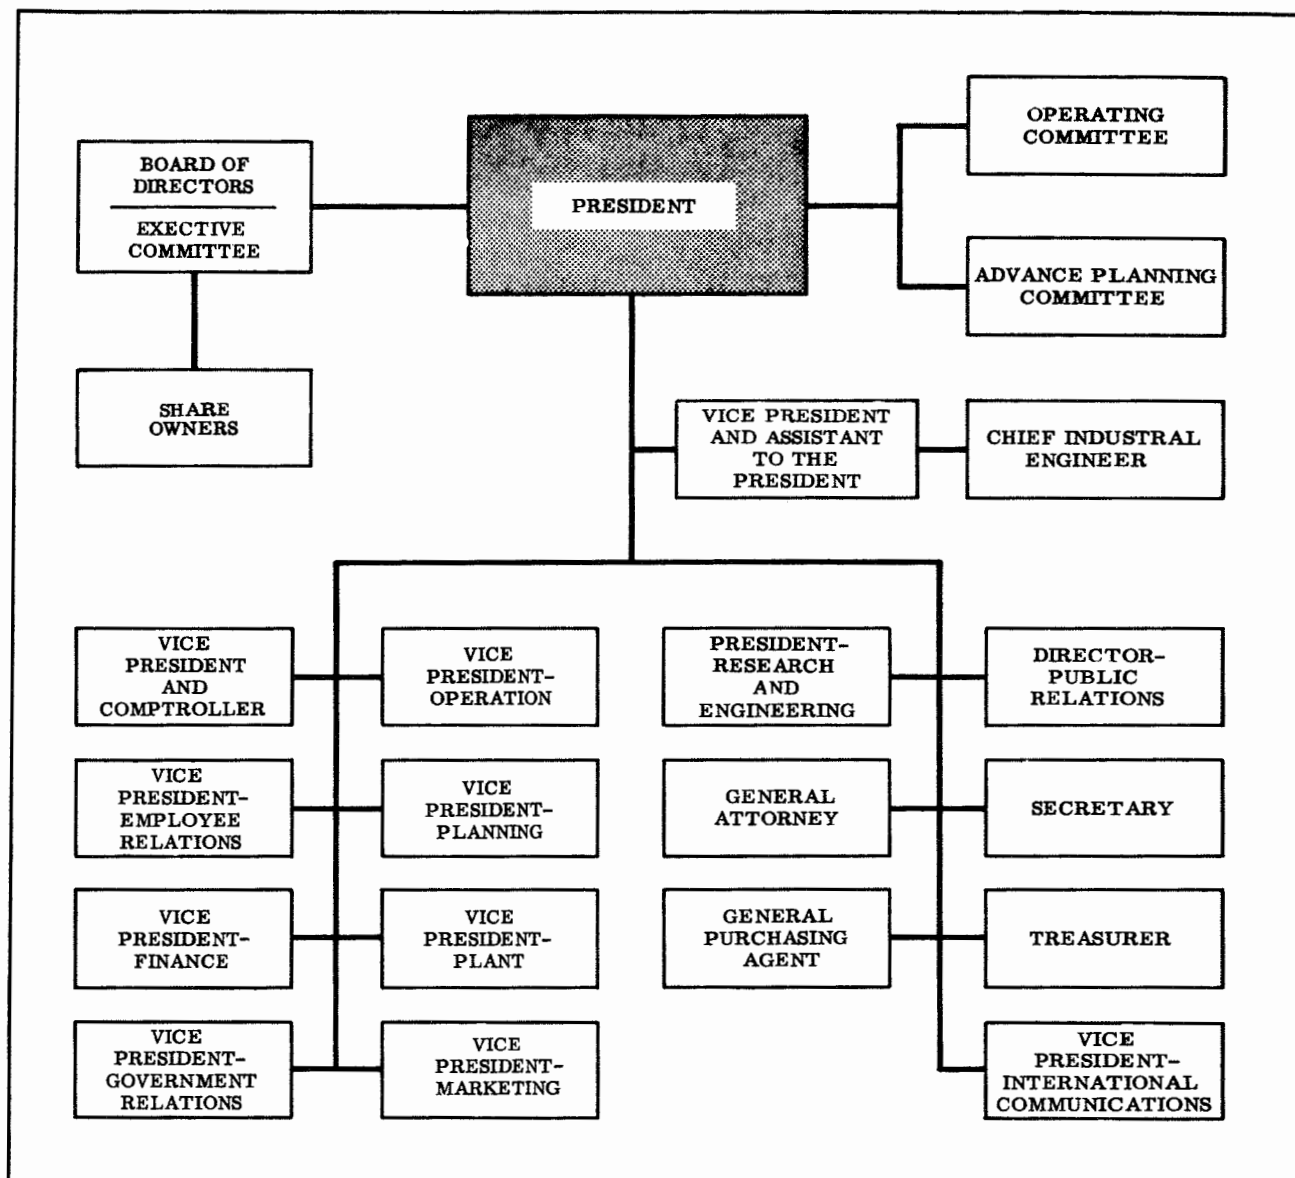 BOARD OF
DIRECTORS
EXECTIVE
COMMITTEE
PRESIDENT
OPERATING
COMMITTEE
ADVANCE PLANNING
COMMITTEE
SHARE
OWNERS
VICE PRESIDENT
AND ASSISTANT
TO THE
PRESIDENT
CHIEF INDUSTRAL
ENGINEER
VICE
PRESIDENT
AND
COMPTROLLER
VICE
PRESIDENT-
OPERATION
PRESIDENT-
RESEARCH
AND
ENGINEERING
DIRECTOR-
PUBLIC
RELATIONS
VICE
PRESIDENT-
EMPLOYEE
RELATIONS
VICE
PRESIDENT-
PLANNING
GENERAL
ATTORNEY
SECRETARY
VICE
PRESIDENT-
FINANCE
VICE
PRESIDENT-
PLANT
GENERAL
PURCHASING
AGENT
TREASURER
VICE
PRESIDENT-
GOVERNMENT
RELATIONS
VICE
PRESIDENT-
MARKETING
VICE
PRESIDENT-
INTERNATIONAL
COMMUNICATIONS